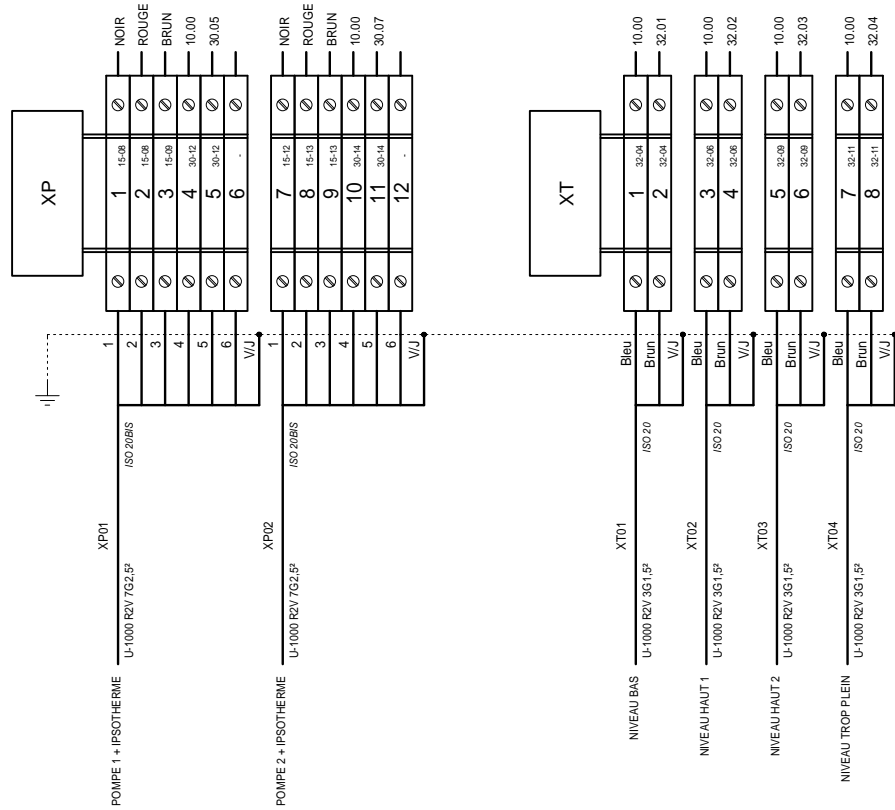 XP
1 15-08 NOIR
2 15-08 ROUGE
3 15-09 BRUN
4 30-12 10.00
5 30-12 30.05
6 -
7 15-12 NOIR
8 15-13 ROUGE
9 15-13 BRUN
10 30-14 10.00
11 30-14 30.07
12 -
1
2
3
4
5
6
V/J
1
2
3
4
5
6
V/J
POMPE 1 + IPSOTHERME
U-1000 R2V 7G2,5²
XP01
ISO 20BIS
POMPE 2 + IPSOTHERME
U-1000 R2V 7G2,5²
XP02
ISO 20BIS
XT
1 32-04 10.00
2 32-04 32.01
3 32-06 10.00
4 32-06 32.02
5 32-09 10.00
6 32-09 32.03
7 32-11 10.00
8 32-11 32.04
Bleu
Brun
V/J
Bleu
Brun
V/J
Bleu
Brun
V/J
Bleu
Brun
V/J
NIVEAU BAS
U-1000 R2V 3G1,5²
XT01
ISO 20
NIVEAU HAUT 1
U-1000 R2V 3G1,5²
XT02
ISO 20
NIVEAU HAUT 2
U-1000 R2V 3G1,5²
XT03
ISO 20
NIVEAU TROP PLEIN
U-1000 R2V 3G1,5²
XT04
ISO 20